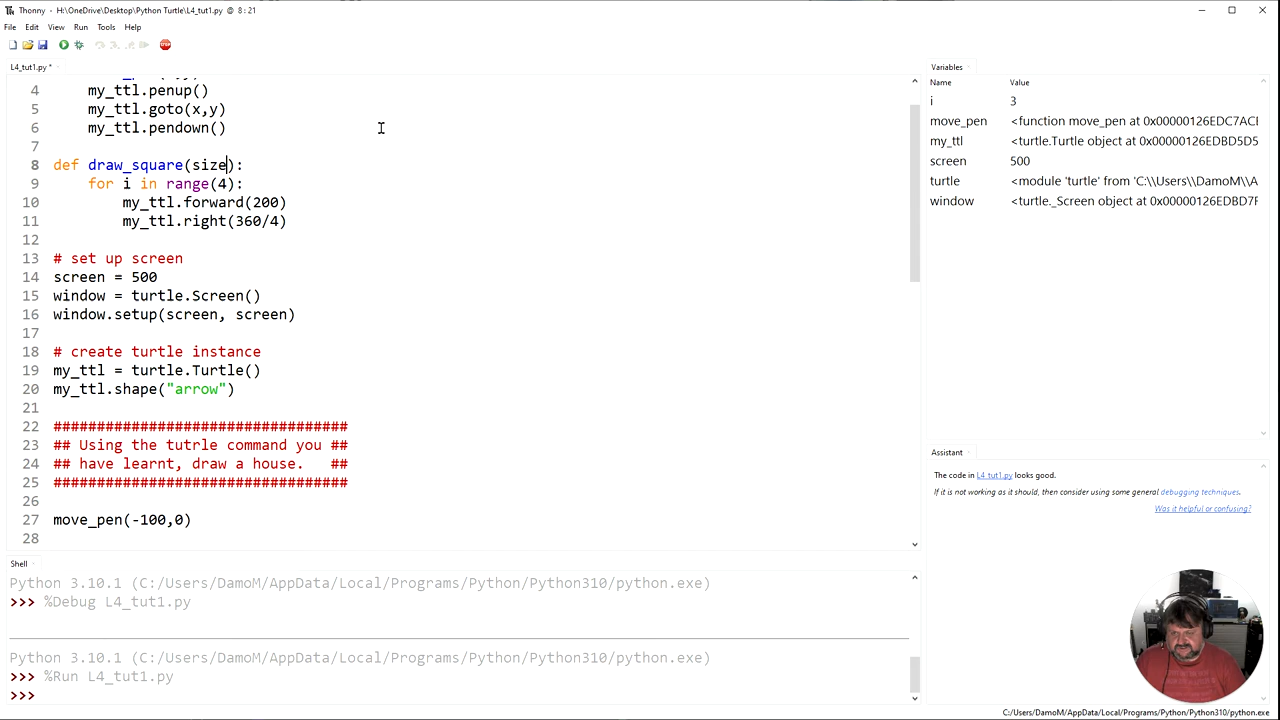 Thonny - H:\OneDrive\Desktop\Python Turtle\L4_tut1.py @ 8:21
File Edit View Run Tools Help
STOP
L4_tut1.py *
4 my_ttl.penup()
5 my_ttl.goto(x,y)
6 my_ttl.pendown()
7
8 def draw_square(size):
9 for i in range(4):
10 my_ttl.forward(200)
11 my_ttl.right(360/4)
12
13 # set up screen
14 screen = 500
15 window = turtle.Screen()
16 window.setup(screen, screen)
17
18 # create turtle instance
19 my_ttl = turtle.Turtle()
20 my_ttl.shape("arrow")
21
22 ##################################
23 ## Using the tutrle command you ##
24 ## have learnt, draw a house.   ##
25 ##################################
26
27 move_pen(-100,0)
28
Variables
Name Value
i 3
move_pen <function move_pen at 0x00000126EDC7ACE
my_ttl <turtle.Turtle object at 0x00000126EDBD5D5
screen 500
turtle <module 'turtle' from 'C:\\Users\\DamoM\\A
window <turtle._Screen object at 0x00000126EDBD7F
Assistant
The code in L4_tut1.py looks good.
If it is not working as it should, then consider using some general debugging techniques.
Was it helpful or confusing?
Shell
Python 3.10.1 (C:/Users/DamoM/AppData/Local/Programs/Python/Python310/python.exe)
>>> %Debug L4_tut1.py
Python 3.10.1 (C:/Users/DamoM/AppData/Local/Programs/Python/Python310/python.exe)
>>> %Run L4_tut1.py
>>>
C:/Users/DamoM/AppData/Local/Programs/Python/Python310/python.exe